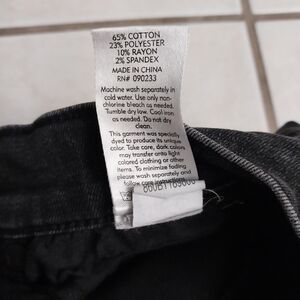 65% COTTON
23% POLYESTER
10% RAYON
2% SPANDEX
MADE IN CHINA
RN# 090233
Machine wash separately in
cold water. Use only non-
chlorine bleach as needed.
Tumble dry low. Cool iron
as needed. Do not dry
clean.
This garment was specially
dyed to produce its unique
color. Take care, dark colors
may transfer onto light
colored clothing or other
items. To minimize fading
please wash separately and
follow care instructions.